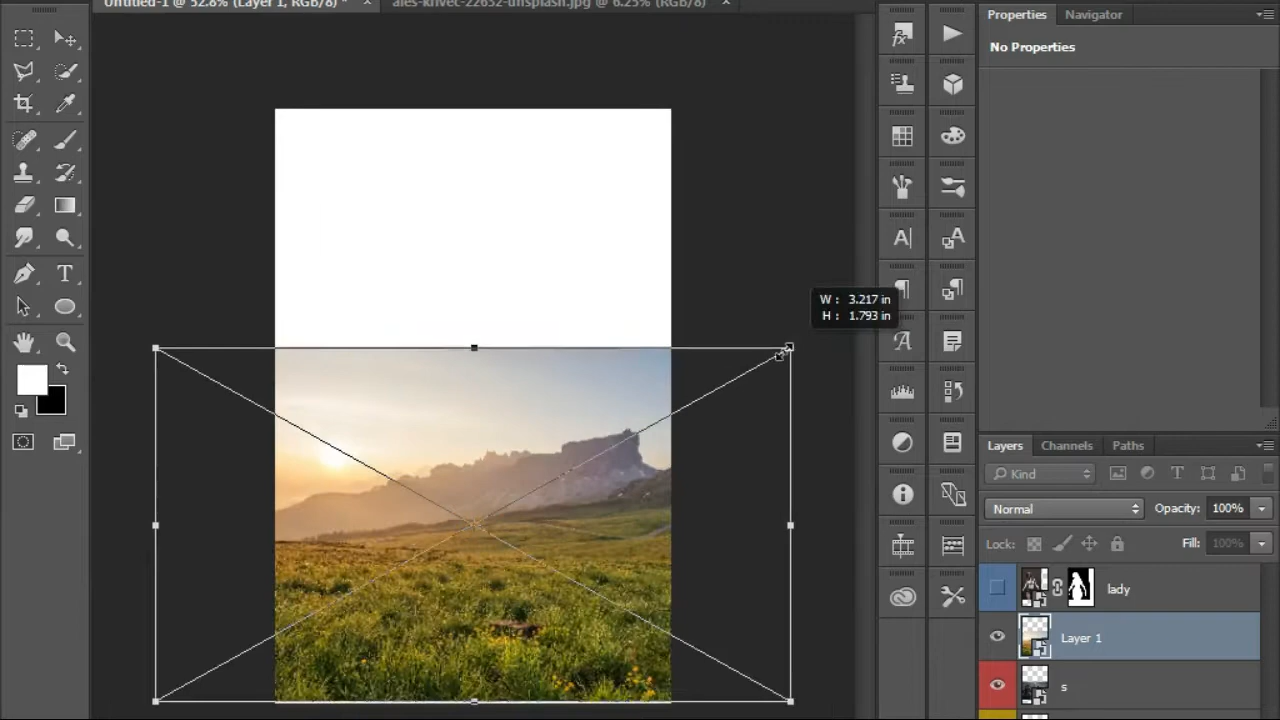 Untitled-1 @ 52.8% (Layer 1, RGB/8) *
ales-krivec-22632-unsplash.jpg @ 6.25% (RGB/8)
Properties
Navigator
No Properties
W : 3.217 in
H : 1.793 in
Layers
Channels
Paths
Kind
Normal
Opacity: 100%
Lock:
Fill: 100%
lady
Layer 1
s